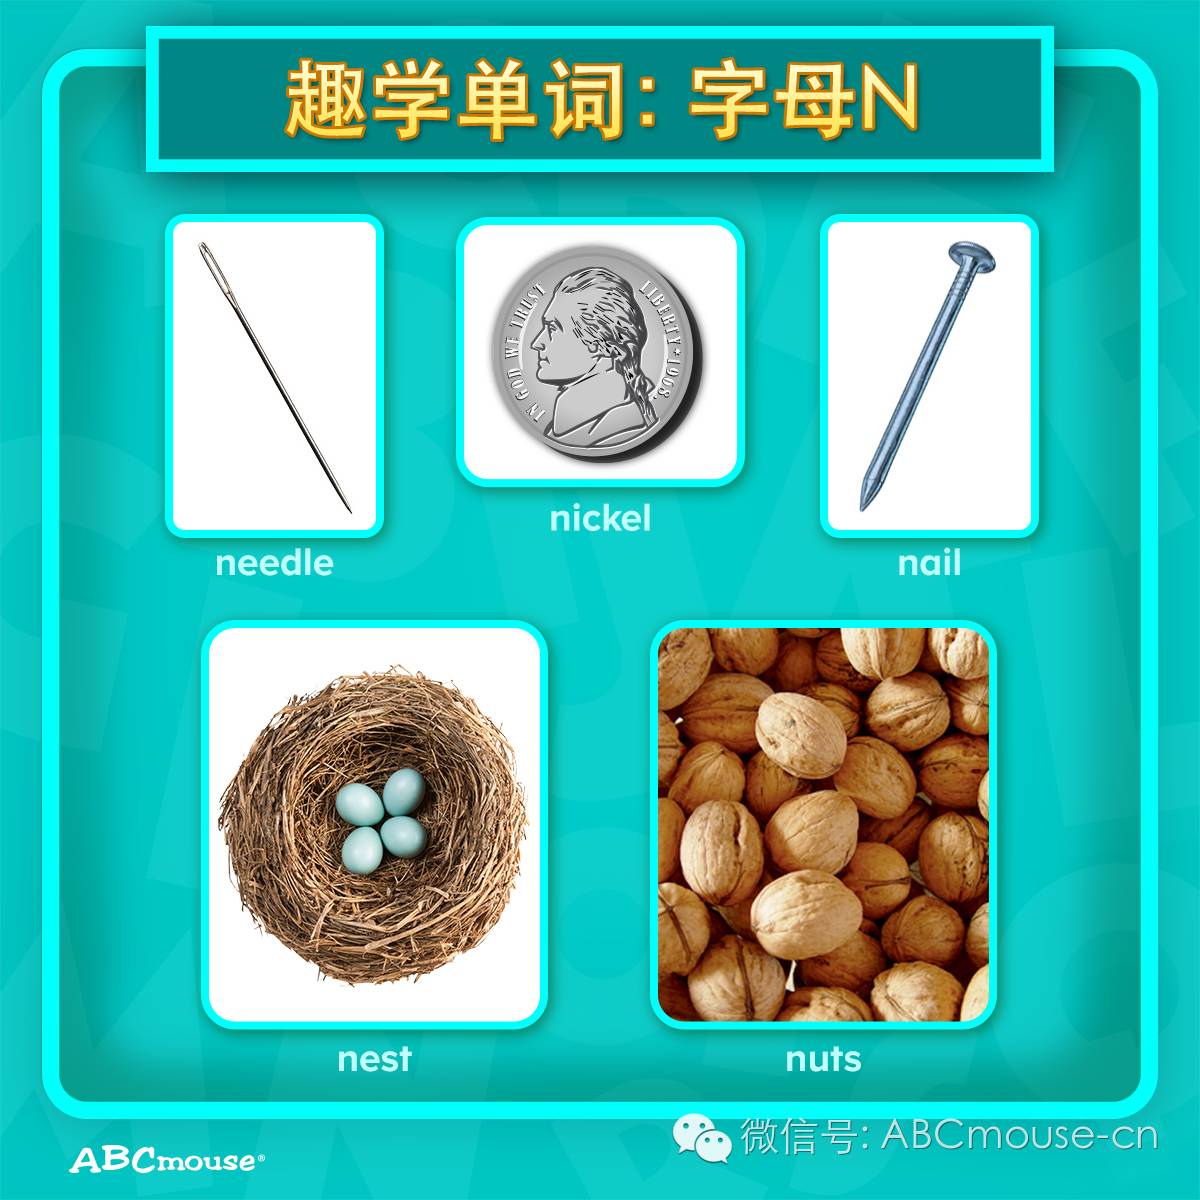 趣学单词: 字母N
IN GOD WE TRUST
LIBERTY * 1968
needle
nickel
nail
nest
nuts
ABCmouse®
微信号: ABCmouse-cn